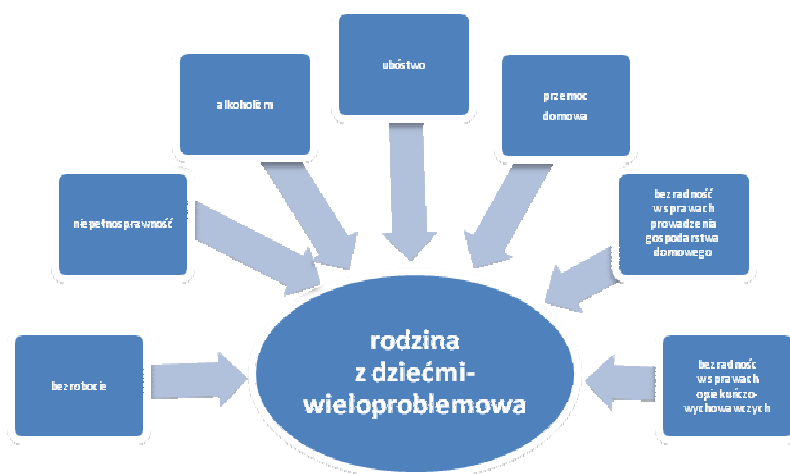 ubóstwo
alkoholizm
przemoc
domowa
niepełnosprawność
bezradność
w sprawach
prowadzenia
gospodarstwa
domowego
bezrobocie
rodzina
z dziećmi-
wieloproblemowa
bezradność
w sprawach
opiekuńczo-
wychowawczych